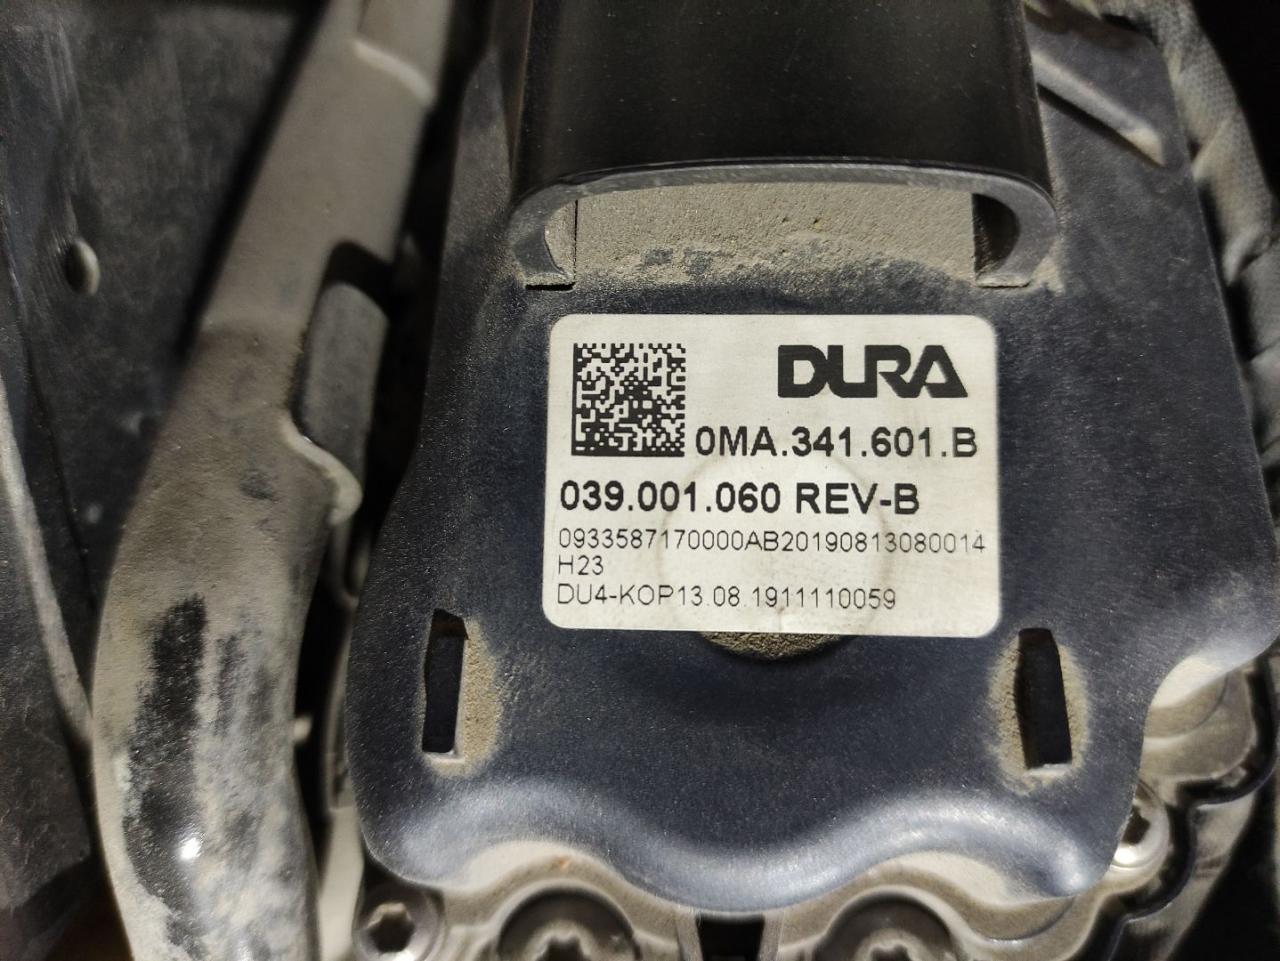 DURA
0MA.341.601.B
039.001.060 REV-B
0933587170000AB20190813080014
H23
DU4-KOP13.08.1911110059